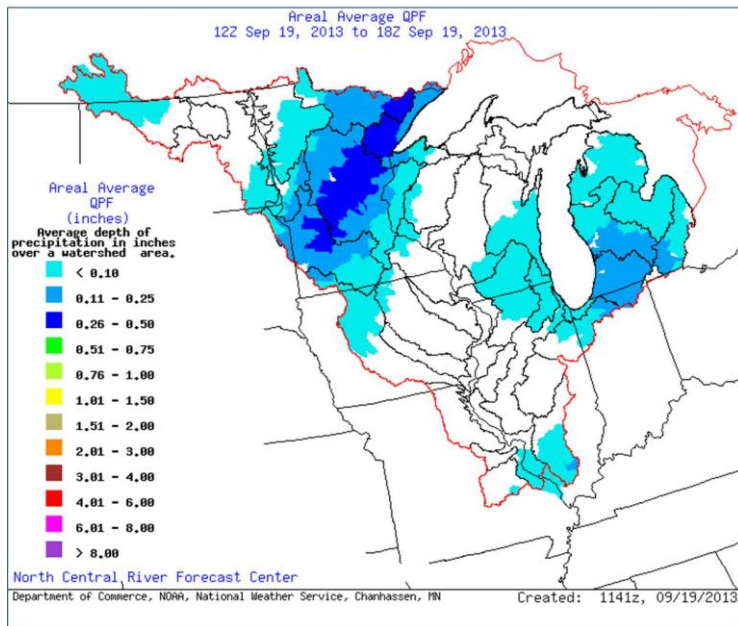 Areal Average QPF
12Z Sep 19, 2013 to 18Z Sep 19, 2013
Areal Average
QPF
(inches)
Average depth of
precipitation in inches
over a watershed area.
< 0.10
0.11 - 0.25
0.26 - 0.50
0.51 - 0.75
0.76 - 1.00
1.01 - 1.50
1.51 - 2.00
2.01 - 3.00
3.01 - 4.00
4.01 - 6.00
6.01 - 8.00
> 8.00
North Central River Forecast Center
Department of Commerce, NOAA, National Weather Service, Chanhassen, MN
Created: 1141z, 09/19/2013